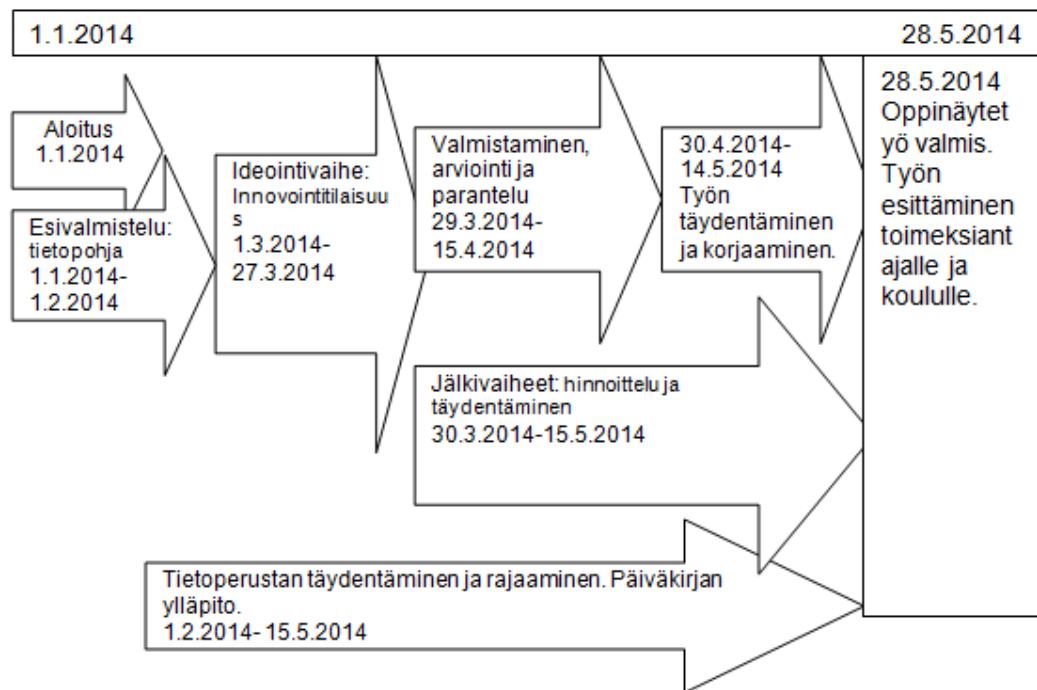 1.1.2014 28.5.2014
Aloitus
1.1.2014
Esivalmistelu:
tietopohja
1.1.2014-
1.2.2014
Ideointivaihe:
Innovointitilaisuu
s
1.3.2014-
27.3.2014
Valmistaminen,
arviointi ja
parantelu
29.3.2014-
15.4.2014
30.4.2014-
14.5.2014
Työn
täydentäminen
ja korjaaminen.
28.5.2014
Oppinäytet
yö valmis.
Työn
esittäminen
toimeksiant
ajalle ja
koululle.
Jälkivaiheet: hinnoittelu ja
täydentäminen
30.3.2014-15.5.2014
Tietoperustan täydentäminen ja rajaaminen. Päiväkirjan
ylläpito.
1.2.2014- 15.5.2014